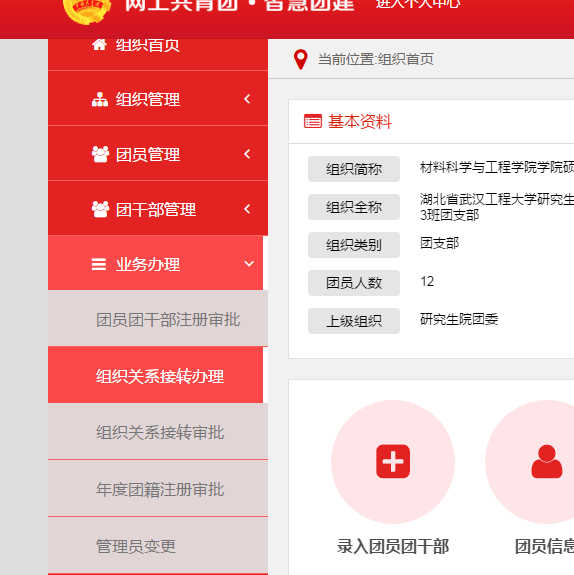 网上共青团·智慧团建
进入个人中心
组织首页
组织管理
团员管理
团干部管理
业务办理
团员团干部注册审批
组织关系接转办理
组织关系接转审批
年度团籍注册审批
管理员变更
当前位置:组织首页
基本资料
组织简称 材料科学与工程学院学院硕
组织全称 湖北省武汉工程大学研究生
3班团支部
组织类别 团支部
团员人数 12
上级组织 研究生院团委
录入团员团干部
团员信息